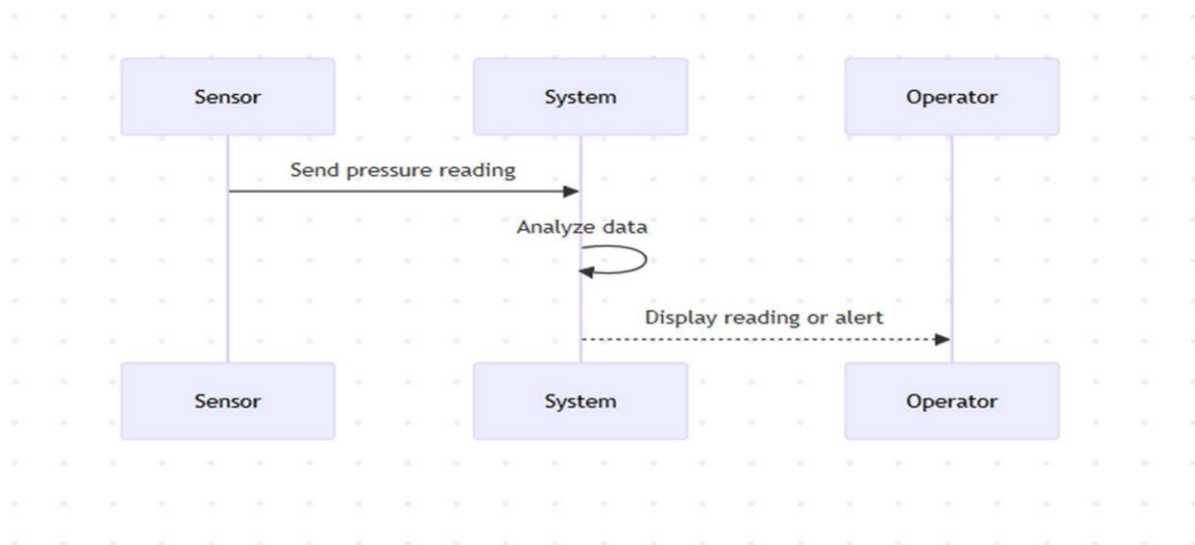 Sensor
System
Operator
Send pressure reading
Analyze data
Display reading or alert
Sensor
System
Operator